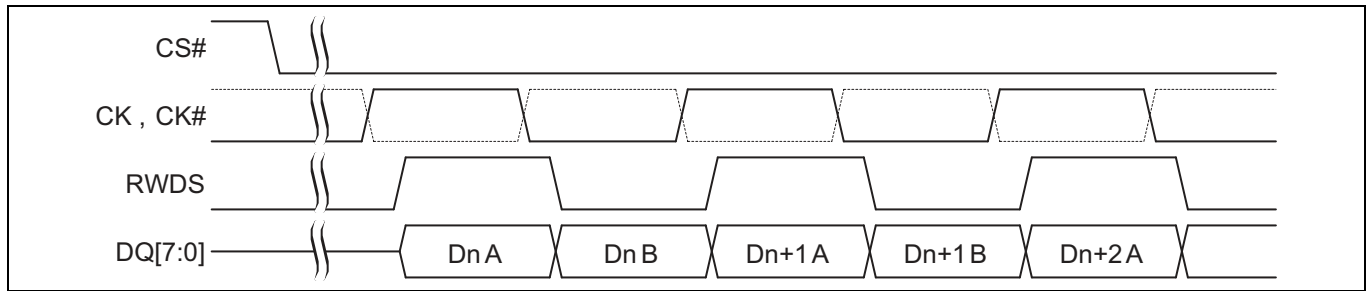 CS#
CK , CK#
RWDS
DQ[7:0]
Dn A
Dn B
Dn+1 A
Dn+1 B
Dn+2 A